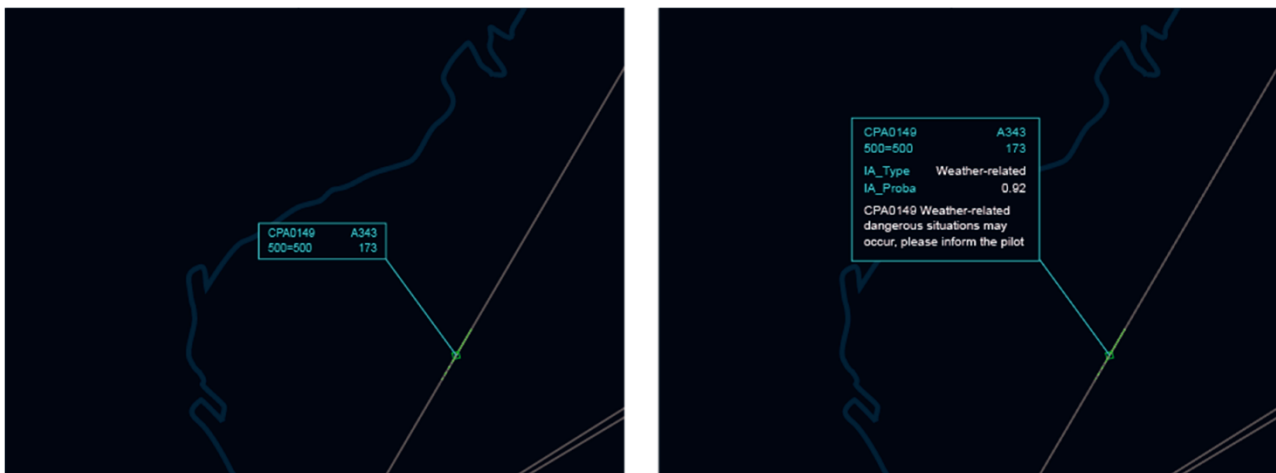 CPA0149 A343
500=500 173
CPA0149 A343
500=500 173
IA_Type Weather-related
IA_Proba 0.92
CPA0149 Weather-related
dangerous situations may
occur, please inform the pilot